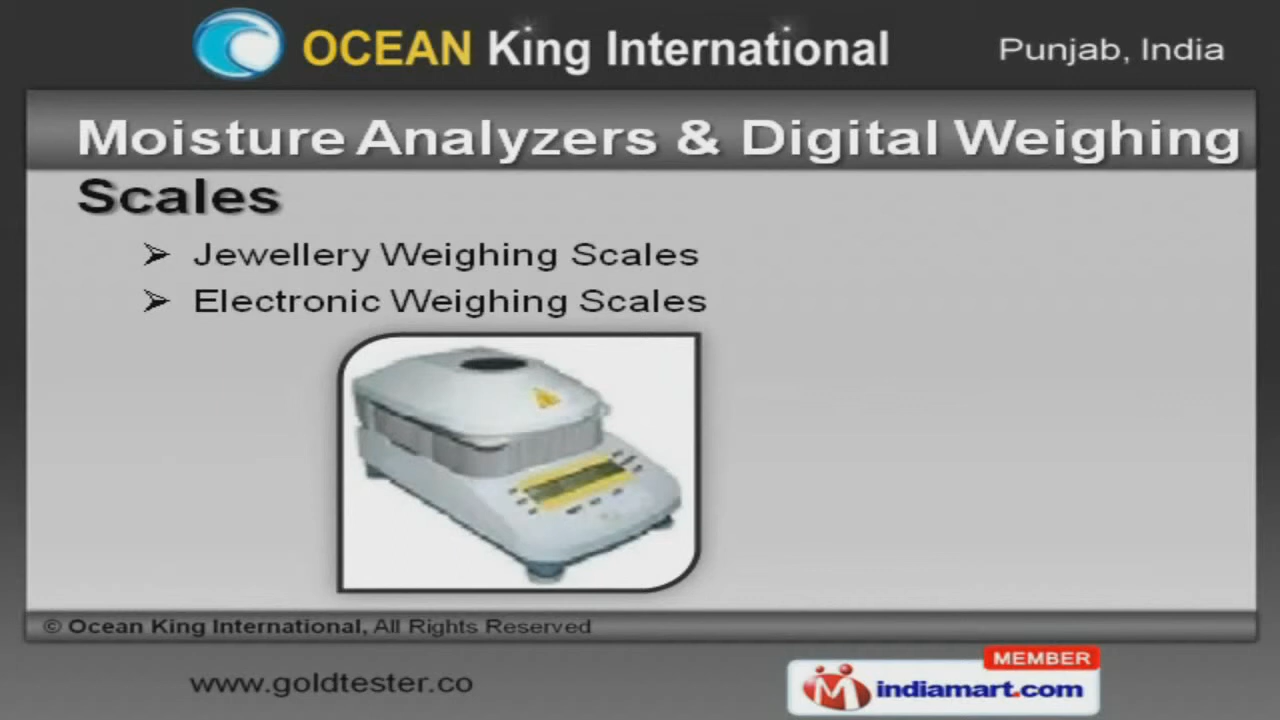 OCEAN King International
Punjab, India
Moisture Analyzers & Digital Weighing
Scales
➢ Jewellery Weighing Scales
➢ Electronic Weighing Scales
© Ocean King International, All Rights Reserved
www.goldtester.co
MEMBER
indiamart.com